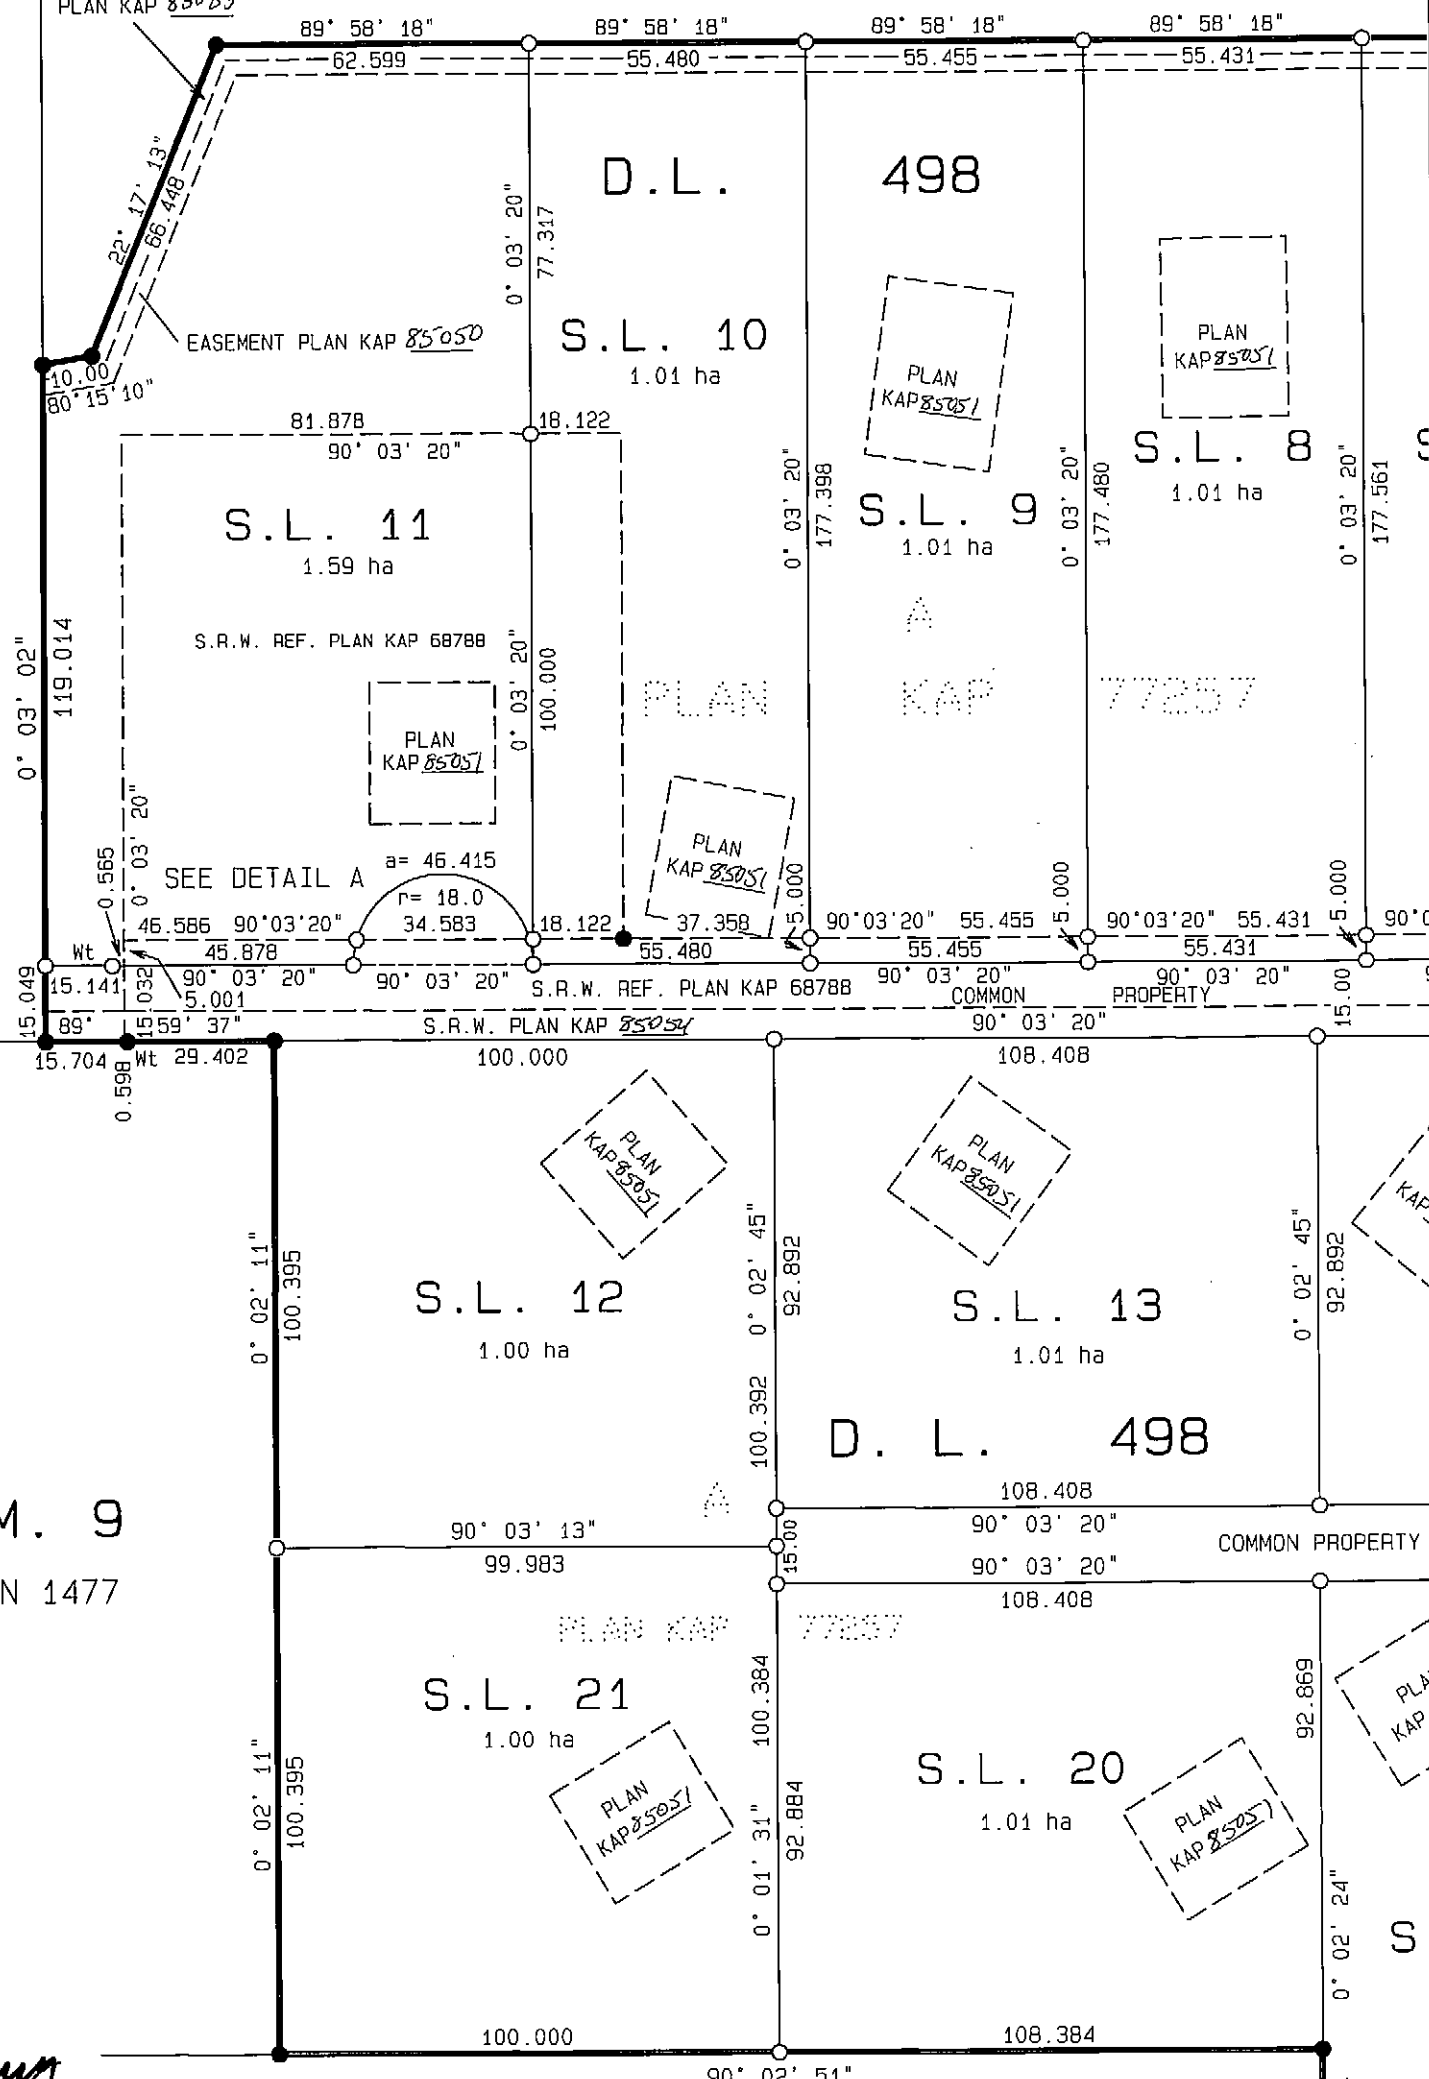 PLAN KAP
89° 58' 18" 89° 58' 18" 89° 58' 18" 89° 58' 18"
62.599 55.480 55.455 55.431
22° 17' 13"
66.448
D.L. 498
0° 03' 20"
77.317
EASEMENT PLAN KAP 85050
S.L. 10
1.01 ha
PLAN
KAP 85051
PLAN
KAP 85051
10.00
80° 15' 10"
81.878 18.122
90° 03' 20"
S.L. 8
1.01 ha
0° 03' 20"
177.398
0° 03' 20"
177.480
0° 03' 20"
177.561
S.L. 11
1.59 ha
S.L. 9
1.01 ha
A
S.R.W. REF. PLAN KAP 68788
0° 03' 02"
119.014
0° 03' 20"
100.000
PLAN KAP 77257
PLAN
KAP 85051
0° 03' 20"
0.565
SEE DETAIL A
a= 46.415
r= 18.0
PLAN
KAP 85051
5.000
5.000
5.000
46.586 90°03'20" 34.583 18.122 37.358 90°03'20" 55.455 90°03'20" 55.431
Wt 45.878 55.480 55.455 55.431
15.141 90° 03' 20" 90° 03' 20" 90° 03' 20" 90° 03' 20"
15.049
15.032
5.001
S.R.W. REF. PLAN KAP 68788
COMMON PROPERTY
15.00
89° 59' 37"
S.R.W. PLAN KAP 85054
90° 03' 20"
15.704 Wt 29.402 100.000 108.408
0.598
PLAN
KAP 85051
PLAN
KAP 85051
KAP
0° 02' 11"
100.395
0° 02' 45"
92.892
0° 02' 45"
92.892
S.L. 12
1.00 ha
S.L. 13
1.01 ha
100.392
D. L. 498
A
108.408
90° 03' 20"
M. 9
90° 03' 13"
99.983
15.00
COMMON PROPERTY
90° 03' 20"
108.408
N 1477
PLAN KAP 77257
S.L. 21
1.00 ha
100.384
92.869
PLAN
KAP 85051
S.L. 20
1.01 ha
PLAN
KAP 85051
KAP
0° 02' 11"
100.395
0° 01' 31"
92.884
0° 02' 24"
S
100.000 108.384
90° 02' 51"